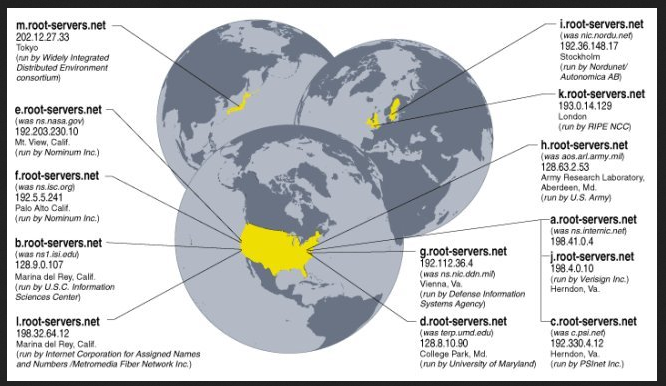 m.root-servers.net
202.12.27.33
Tokyo
(run by Widely Integrated
Distributed Environment
consortium)
e.root-servers.net
(was ns.nasa.gov)
192.203.230.10
Mt. View, Calif.
(run by Nominum Inc.)
f.root-servers.net
(was ns.isc.org)
192.5.5.241
Palo Alto Calif.
(run by Nominum Inc.)
b.root-servers.net
(was ns1.isi.edu)
128.9.0.107
Marina del Rey, Calif.
(run by U.S.C. Information
Sciences Center)
l.root-servers.net
198.32.64.12
Marina del Rey, Calif.
(run by Internet Corporation for Assigned Names
and Numbers /Metromedia Fiber Network Inc.)
i.root-servers.net
(was nic.nordu.net)
192.36.148.17
Stockholm
(run by Nordunet/
Autonomica AB)
k.root-servers.net
193.0.14.129
London
(run by RIPE NCC)
h.root-servers.net
(was aos.arl.army.mil)
128.63.2.53
Army Research Laboratory,
Aberdeen, Md.
(run by U.S. Army)
a.root-servers.net
(was ns.internic.net)
198.41.0.4
j.root-servers.net
198.4.0.10
(run by Verisign Inc.)
Herndon, Va.
g.root-servers.net
192.112.36.4
(was ns.nic.ddn.mil)
Vienna, Va.
(run by Defense Information
Systems Agency)
d.root-servers.net
(was terp.umd.edu)
128.8.10.90
College Park, Md.
(run by University of Maryland)
c.root-servers.net
(was c.psi.net)
192.330.4.12
Herndon, Va.
(run by PSInet Inc.)